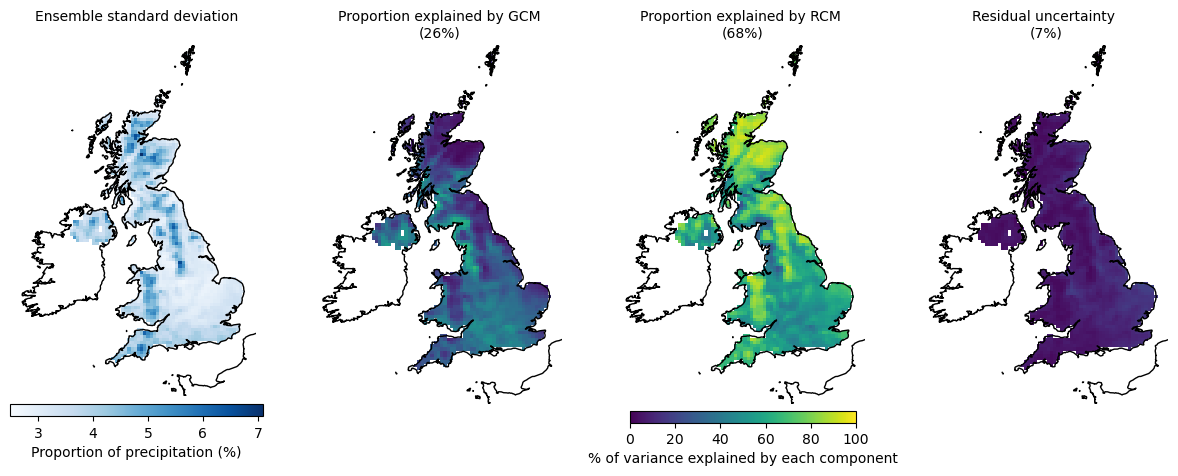 Ensemble standard deviation
Proportion explained by GCM
(26%)
Proportion explained by RCM
(68%)
Residual uncertainty
(7%)
3 4 5 6 7
Proportion of precipitation (%)
0 20 40 60 80 100
% of variance explained by each component